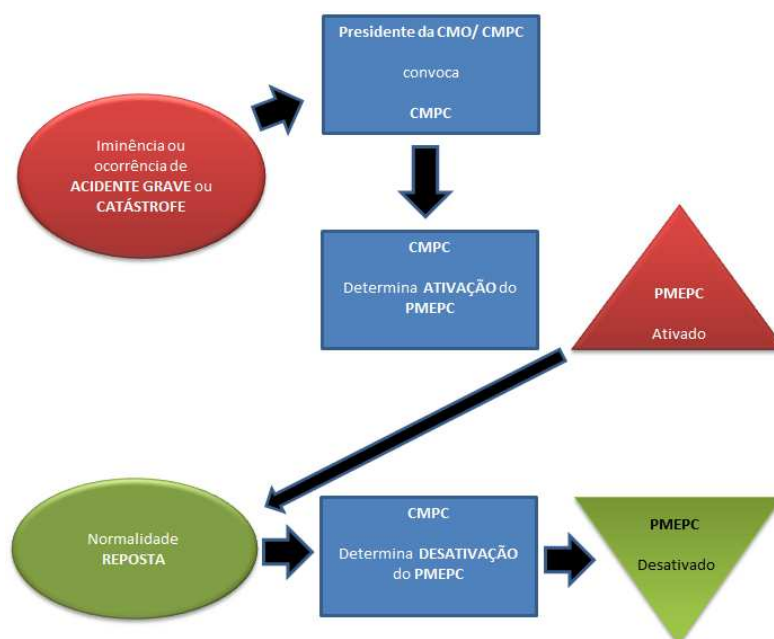 Presidente da CMO/ CMPC
convoca
CMPC
Iminência ou
ocorrência de
ACIDENTE GRAVE ou
CATÁSTROFE
CMPC
Determina ATIVAÇÃO do
PMEPC
PMEPC
Ativado
Normalidade
REPOSTA
CMPC
Determina DESATIVAÇÃO
do PMEPC
PMEPC
Desativado